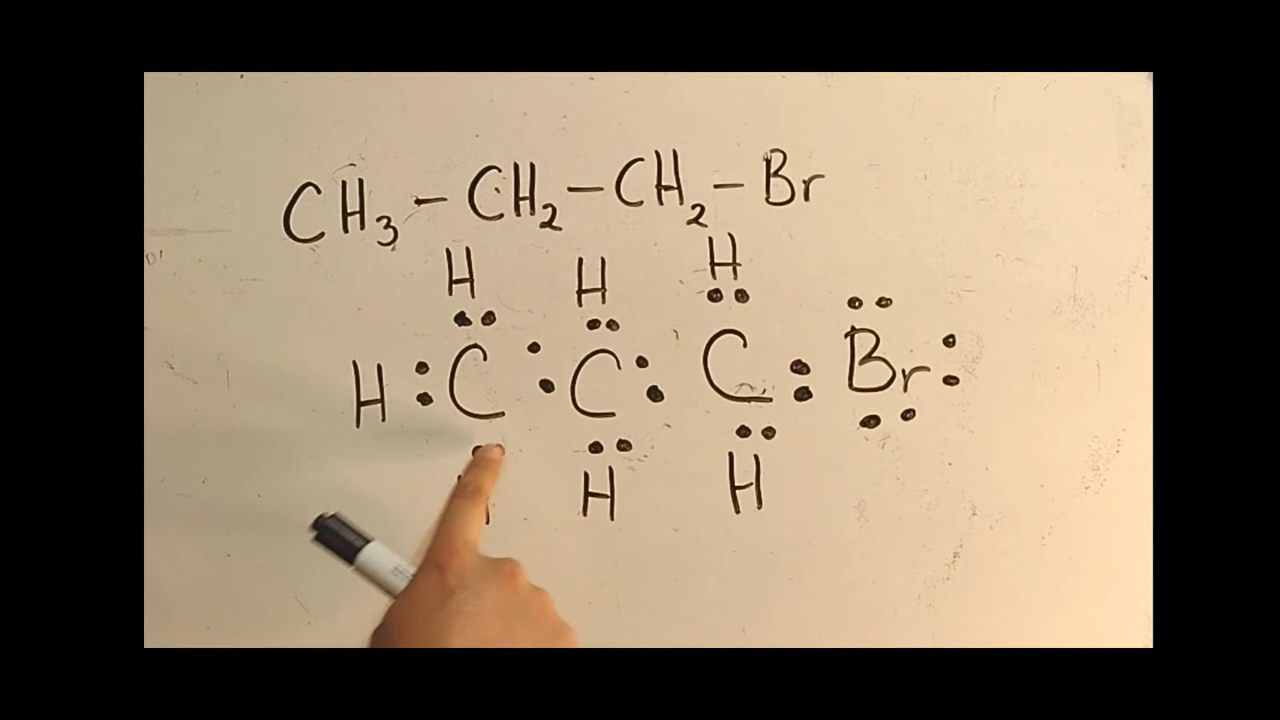 CH₃ – CH₂ – CH₂ – Br
H H H
H : C : C : C : Br :
H H